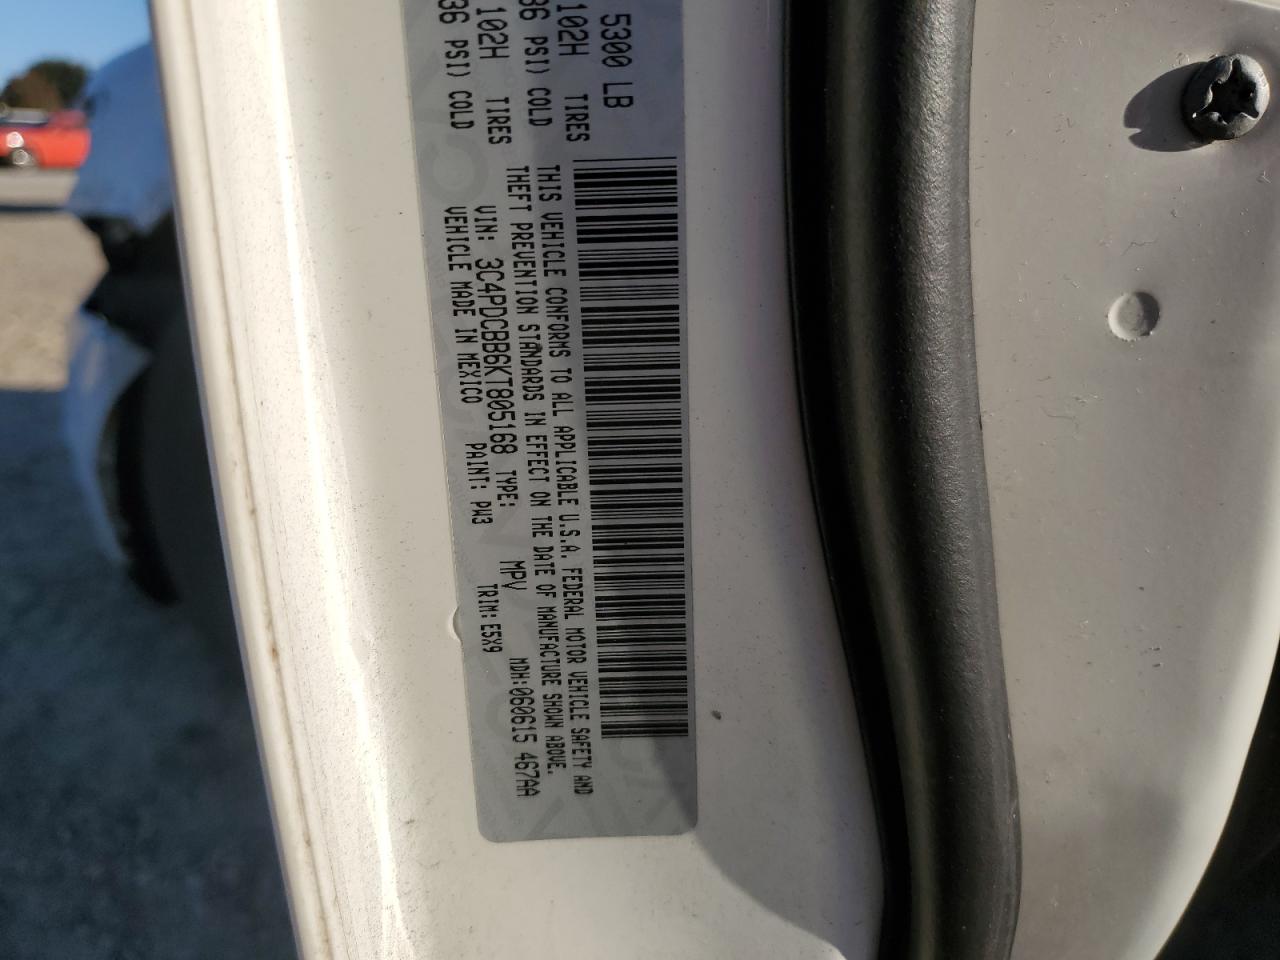 5300 LB
102H TIRES
36 PSI) COLD
102H TIRES
36 PSI) COLD
THIS VEHICLE CONFORMS TO ALL APPLICABLE U.S.A. FEDERAL MOTOR VEHICLE SAFETY AND
THEFT PREVENTION STANDARDS IN EFFECT ON THE DATE OF MANUFACTURE SHOWN ABOVE.
VIN: 3C4PDCBB6KT805168 TYPE: MPV MDH:060615 467AA
VEHICLE MADE IN MEXICO PAINT: PW3 TRIM:E5X9